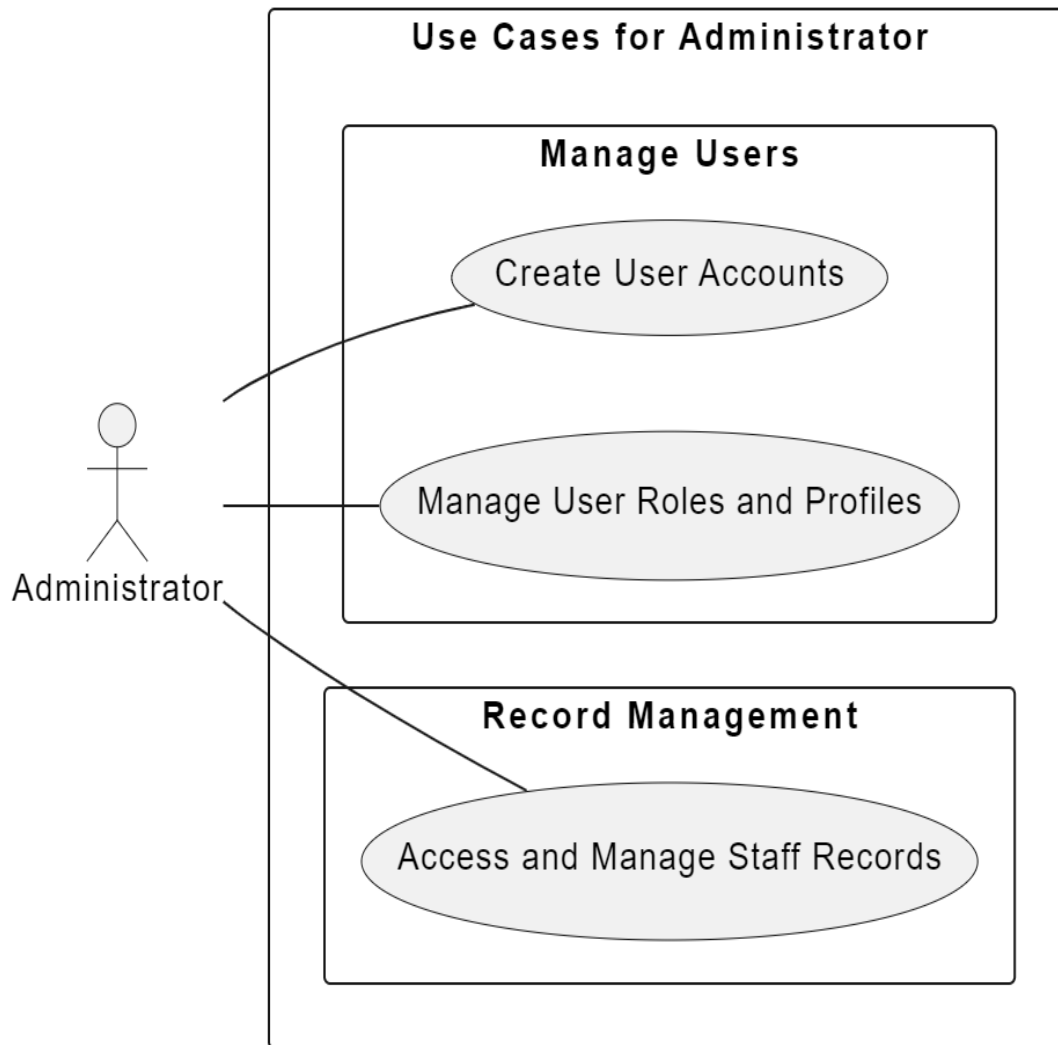 Use Cases for Administrator
Manage Users
Create User Accounts
Manage User Roles and Profiles
Administrator
Record Management
Access and Manage Staff Records